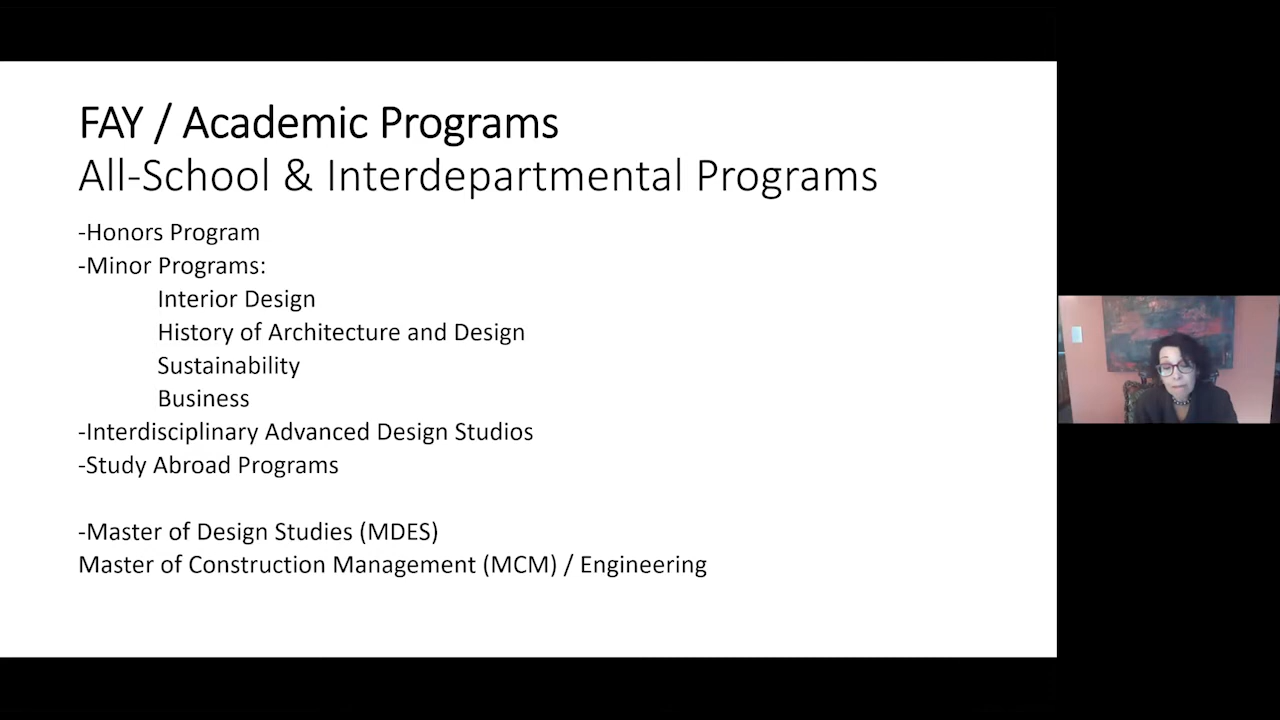 FAY / Academic Programs
All-School & Interdepartmental Programs
-Honors Program
-Minor Programs:
Interior Design
History of Architecture and Design
Sustainability
Business
-Interdisciplinary Advanced Design Studios
-Study Abroad Programs
-Master of Design Studies (MDES)
Master of Construction Management (MCM) / Engineering